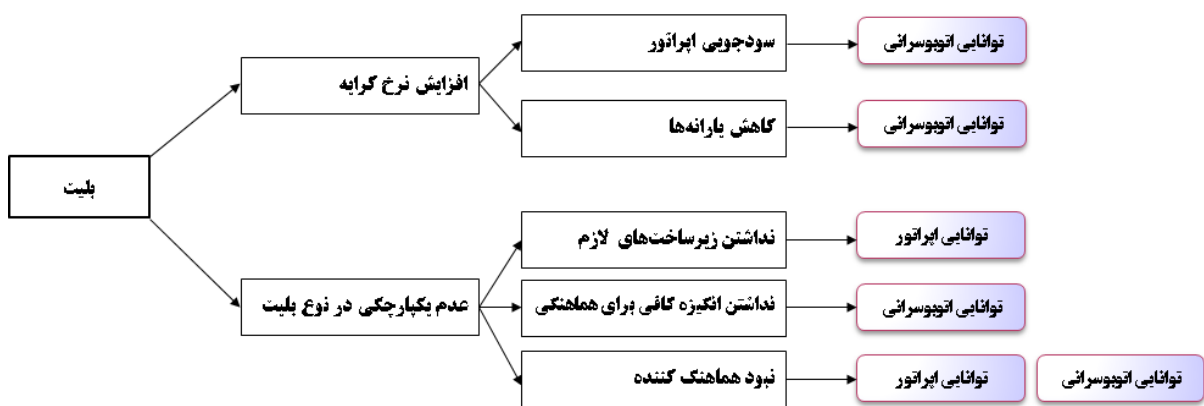 سودجویی اپراتور
توانایی اتوبوسرانی
افزایش نرخ کرایه
کاهش یارانه‌ها
توانایی اتوبوسرانی
بلیت
نداشتن زیرساخت‌های لازم
توانایی اپراتور
عدم یکپارچگی در نوع بلیت
نداشتن انگیزه کافی برای هماهنگی
توانایی اتوبوسرانی
نبود هماهنگ کننده
توانایی اپراتور
توانایی اتوبوسرانی